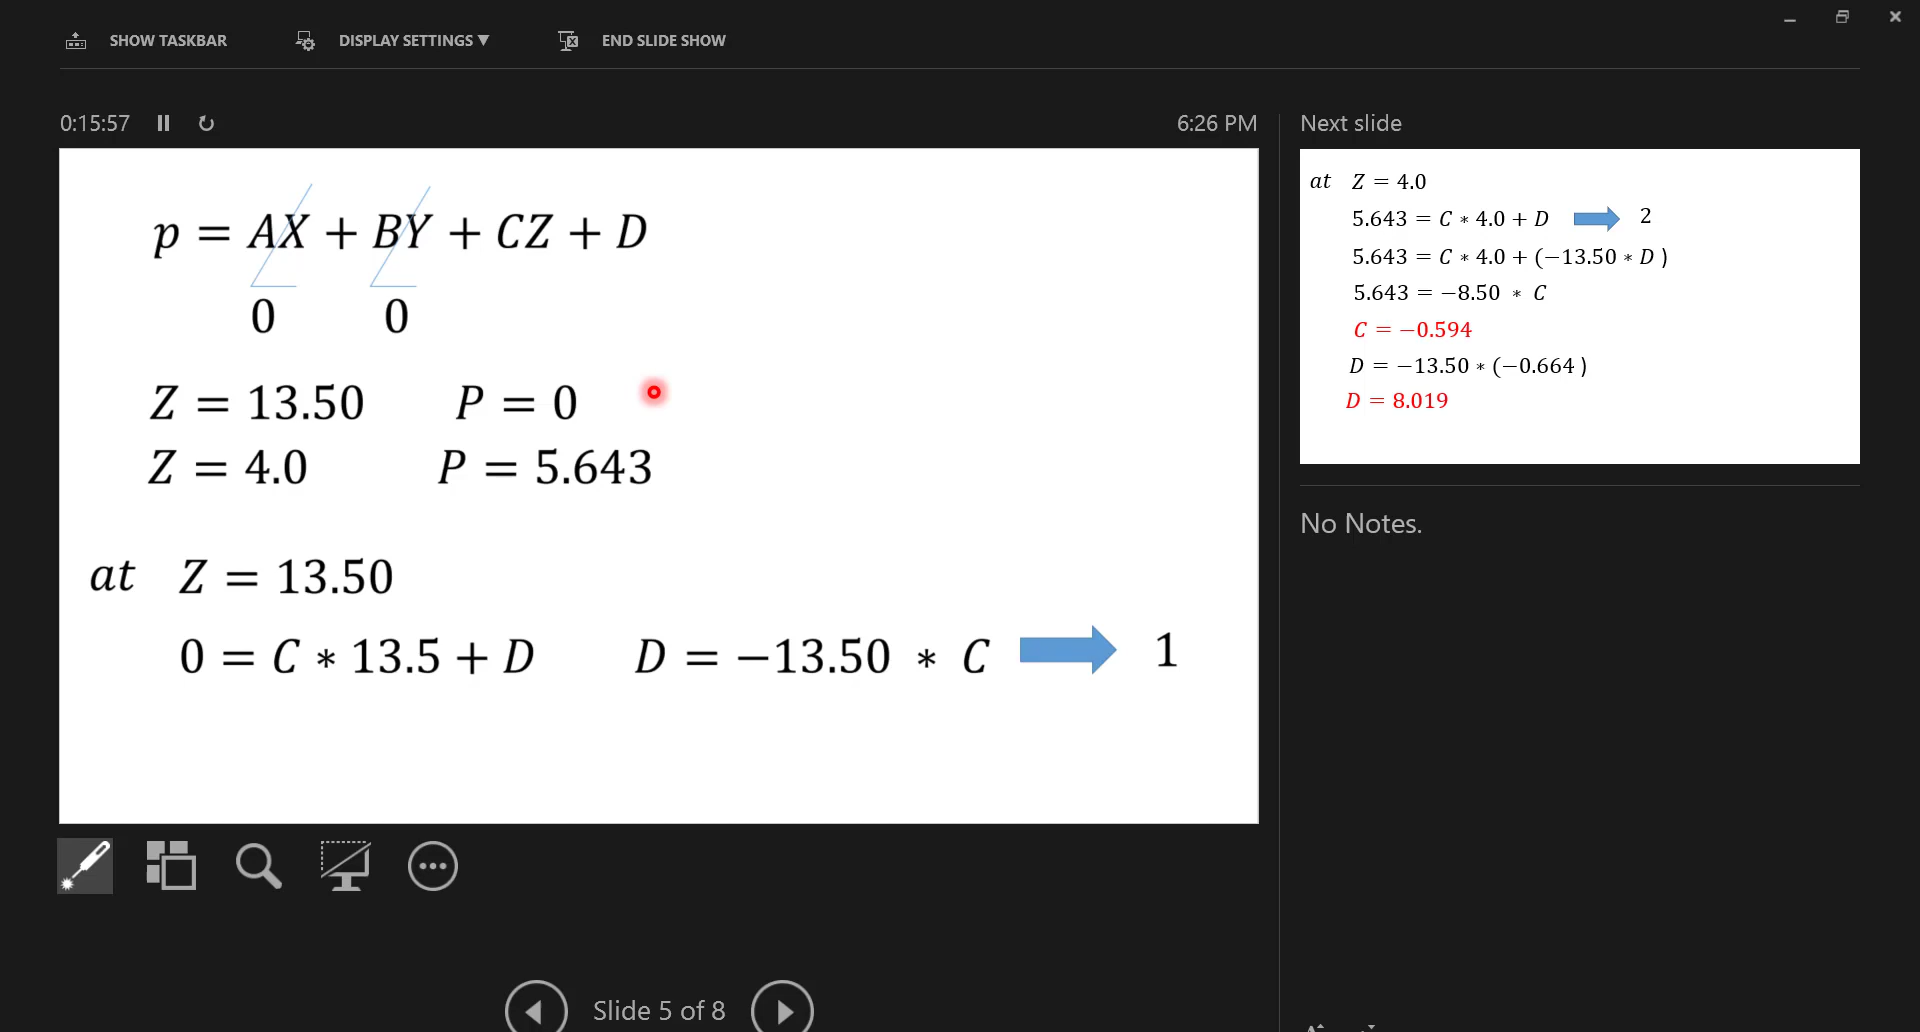 SHOW TASKBAR DISPLAY SETTINGS ▼ END SLIDE SHOW
0:15:57 6:26 PM
p = AX + BY + CZ + D
0 0
Z = 13.50 P = 0
Z = 4.0 P = 5.643
at Z = 13.50
0 = C * 13.5 + D D = −13.50 * C 1
Slide 5 of 8
Next slide
at Z = 4.0
5.643 = C * 4.0 + D 2
5.643 = C * 4.0 + (−13.50 * D )
5.643 = −8.50 * C
C = −0.594
D = −13.50 * (−0.664 )
D = 8.019
No Notes.